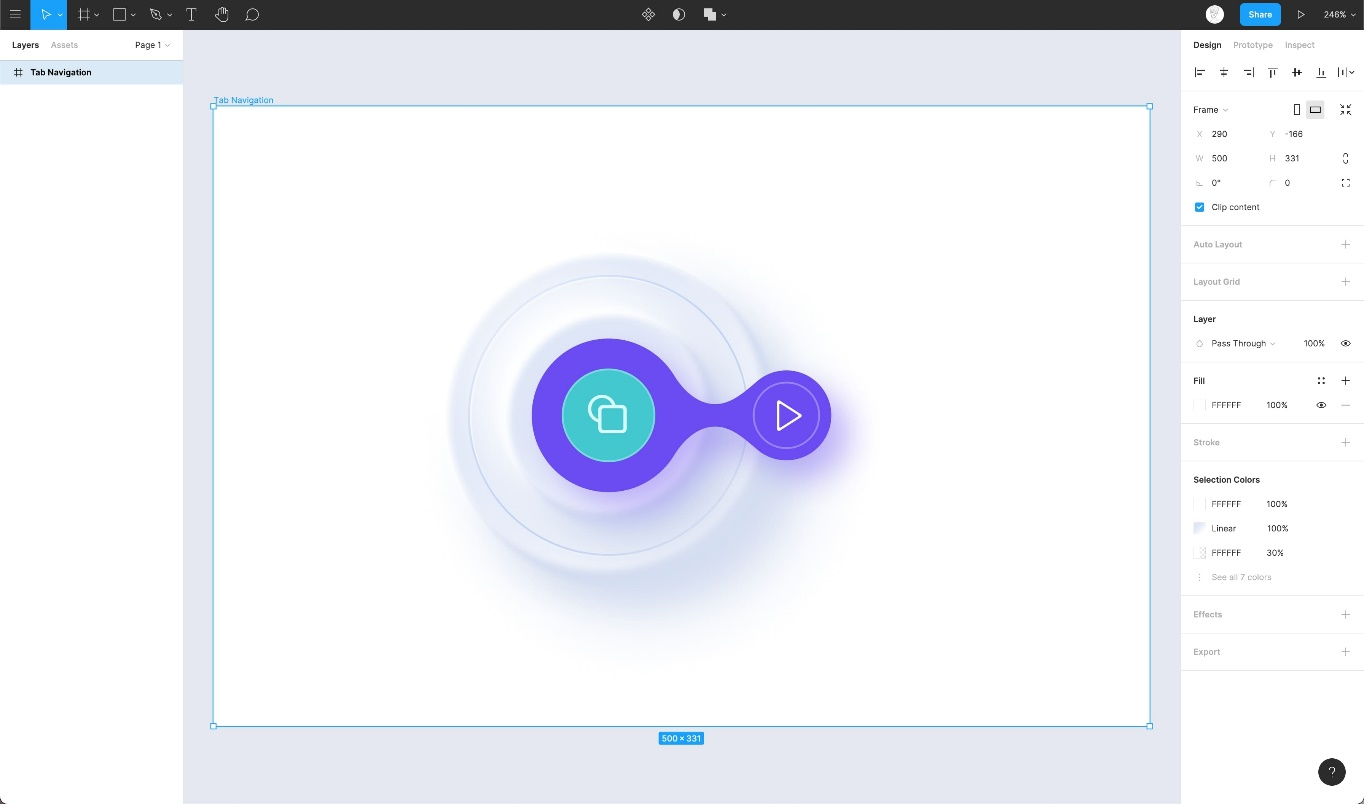 Share
246%
Layers Assets Page 1
Tab Navigation
Tab Navigation
500 × 331
Design Prototype Inspect
Frame
X 290 Y -166
W 500 H 331
0° 0
Clip content
Auto Layout
Layout Grid
Layer
Pass Through 100%
Fill
FFFFFF 100%
Stroke
Selection Colors
FFFFFF 100%
Linear 100%
FFFFFF 30%
See all 7 colors
Effects
Export
?